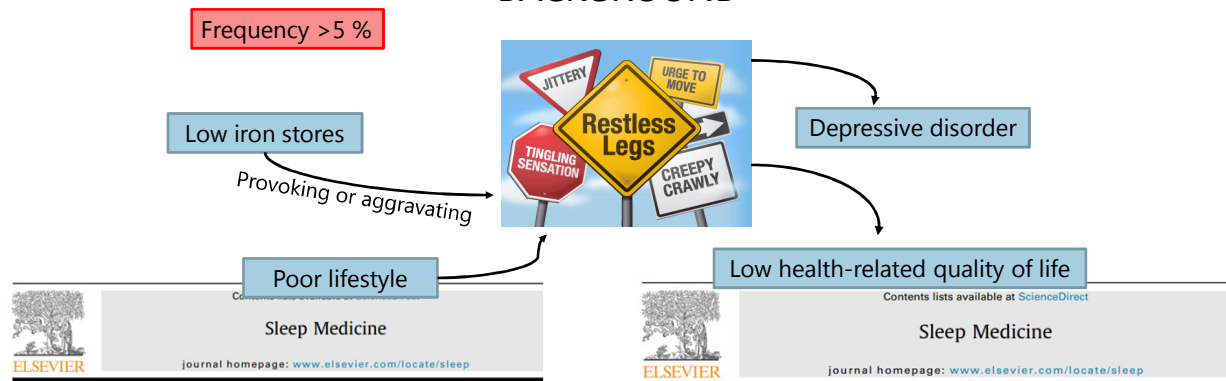 Frequency >5 %
JITTERY
URGE TO
MOVE
Restless
Legs
TINGLING
SENSATION
CREEPY
CRAWLY
Low iron stores
Provoking or aggravating
Depressive disorder
Poor lifestyle
Low health-related quality of life
Sleep Medicine
journal homepage: www.elsevier.com/locate/sleep
ELSEVIER
Contents lists available at ScienceDirect
Sleep Medicine
journal homepage: www.elsevier.com/locate/sleep
ELSEVIER